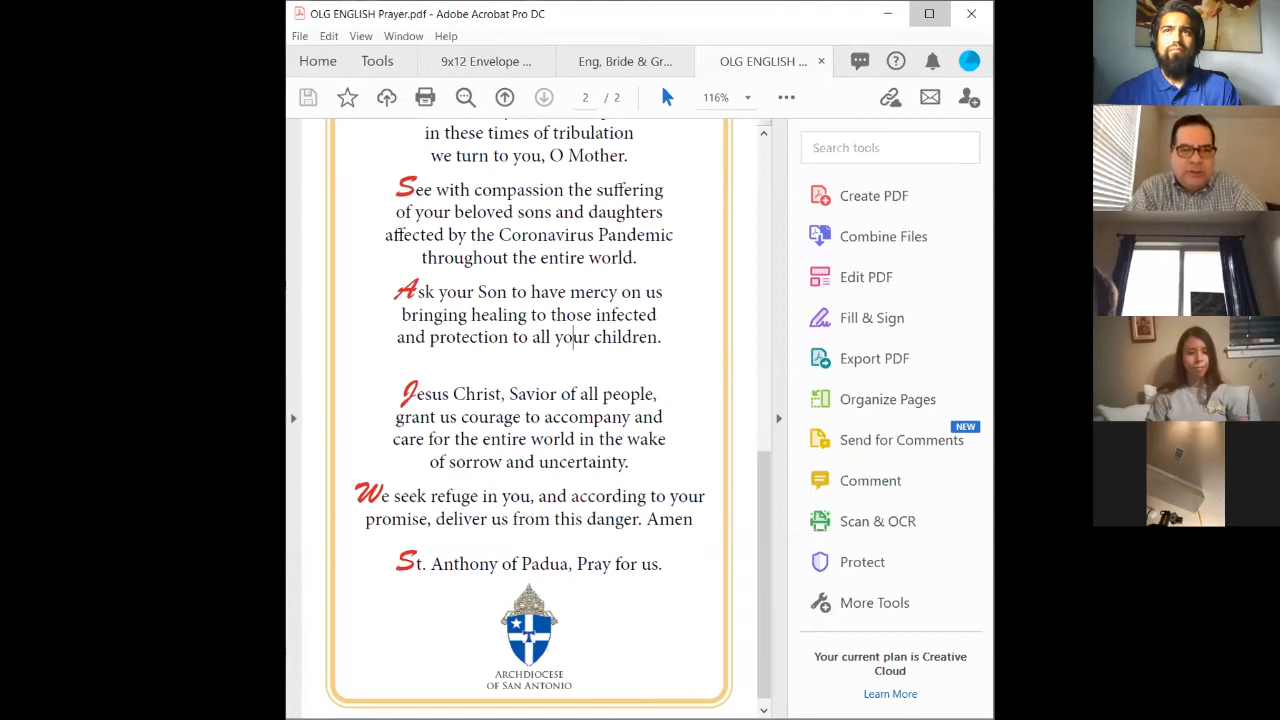 OLG ENGLISH Prayer.pdf - Adobe Acrobat Pro DC
File Edit View Window Help
Home Tools 9x12 Envelope ... Eng, Bride & Gr... OLG ENGLISH ...
2 / 2 116%
in these times of tribulation
we turn to you, O Mother.
See with compassion the suffering
of your beloved sons and daughters
affected by the Coronavirus Pandemic
throughout the entire world.
Ask your Son to have mercy on us
bringing healing to those infected
and protection to all your children.
Jesus Christ, Savior of all people,
grant us courage to accompany and
care for the entire world in the wake
of sorrow and uncertainty.
We seek refuge in you, and according to your
promise, deliver us from this danger. Amen
St. Anthony of Padua, Pray for us.
ARCHDIOCESE
OF SAN ANTONIO
Search tools
Create PDF
Combine Files
Edit PDF
Fill & Sign
Export PDF
Organize Pages
NEW
Send for Comments
Comment
Scan & OCR
Protect
More Tools
Your current plan is Creative
Cloud
Learn More